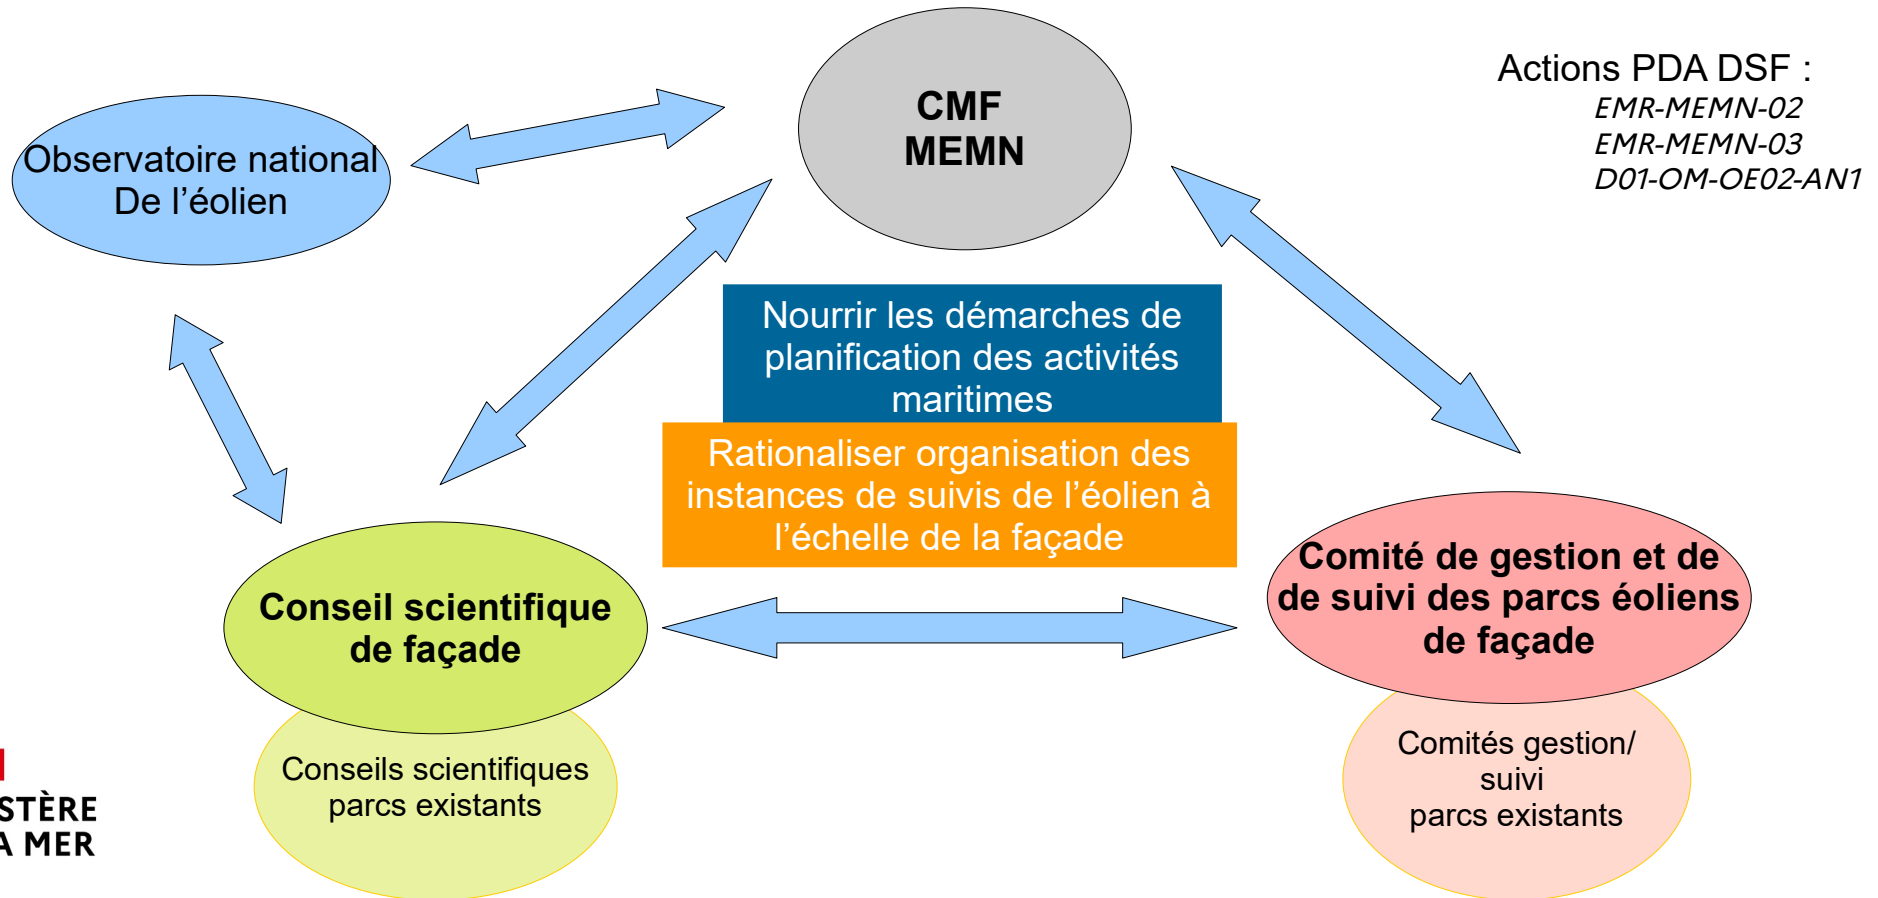 CMF
MEMN
Actions PDA DSF :
EMR-MEMN-02
EMR-MEMN-03
D01-OM-OE02-AN1
Observatoire national
De l’éolien
Nourrir les démarches de
planification des activités
maritimes
Rationaliser organisation des
instances de suivis de l’éolien à
l’échelle de la façade
Conseil scientifique
de façade
Comité de gestion et de
de suivi des parcs éoliens
de façade
Conseils scientifiques
parcs existants
Comités gestion/
suivi
parcs existants
STÈRE
A MER